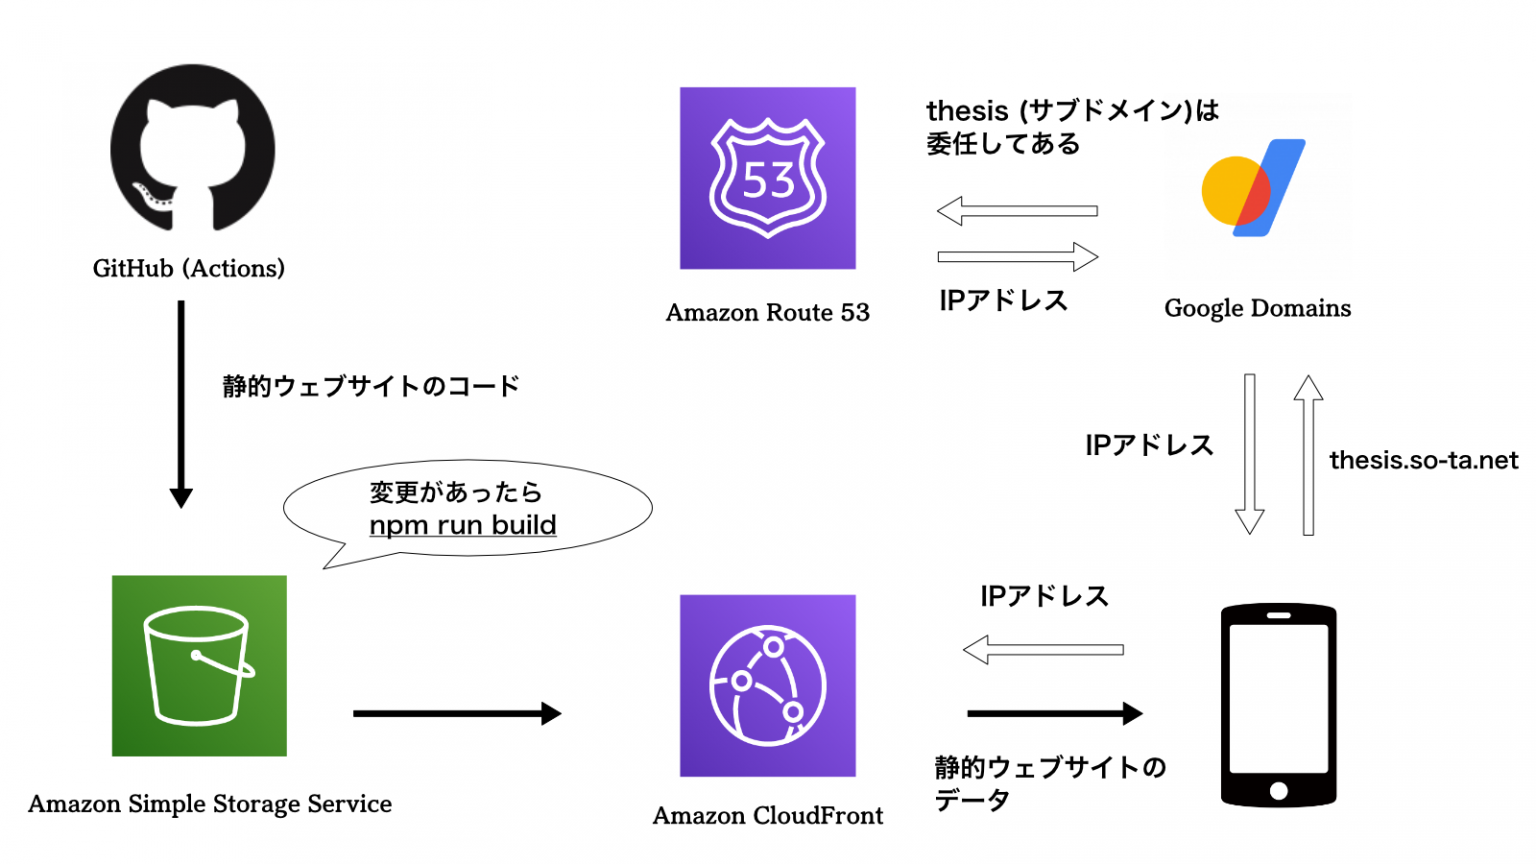 GitHub (Actions)
静的ウェブサイトのコード
変更があったら
npm run build
Amazon Simple Storage Service
53
Amazon Route 53
thesis (サブドメイン)は
委任してある
IPアドレス
Google Domains
IPアドレス
thesis.so-ta.net
IPアドレス
静的ウェブサイトの
データ
Amazon CloudFront